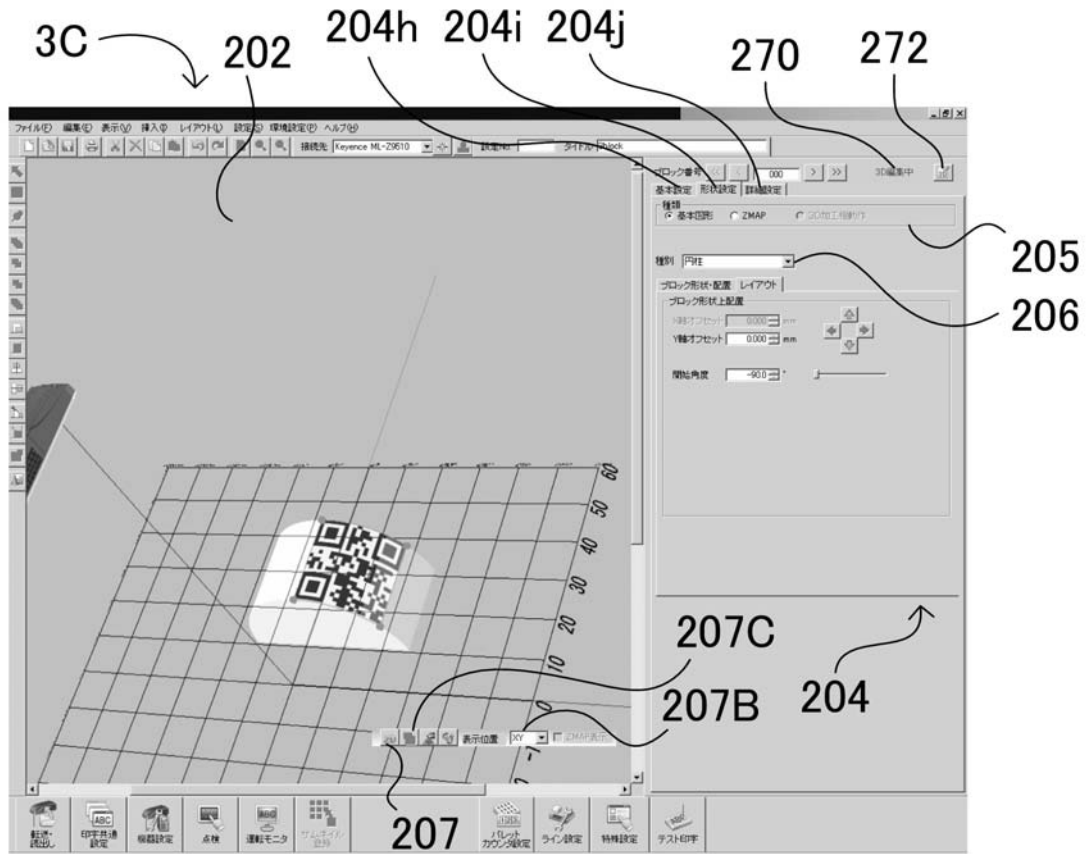 3C
202
204h
204i
204j
270
272
ファイル(F) 編集(E) 表示(V) 挿入(I) レイアウト(L) 設定(S) 環境設定(P) ヘルプ(H)
接続先 Keyence ML-Z9510 設定No. タイトル
ブロック番号 000 3D編集中
基本設定 形状設定 詳細設定
種類
基本図形 ZMAP
205
種別 円柱
206
ブロック形状・配置 レイアウト
ブロック形状上配置
X軸オフセット 0.000 mm
Y軸オフセット 0.000 mm
開始角度 -90.0 °
60
50
40
30
20
10
0
207C
207B
204
表示位置 XY ZMAP表示
207
転送・読出し
印字共通設定
機器設定
点検
運転モニタ
サムネイル登録
パレットカウンタ設定
ライン設定
特殊設定
テスト印字